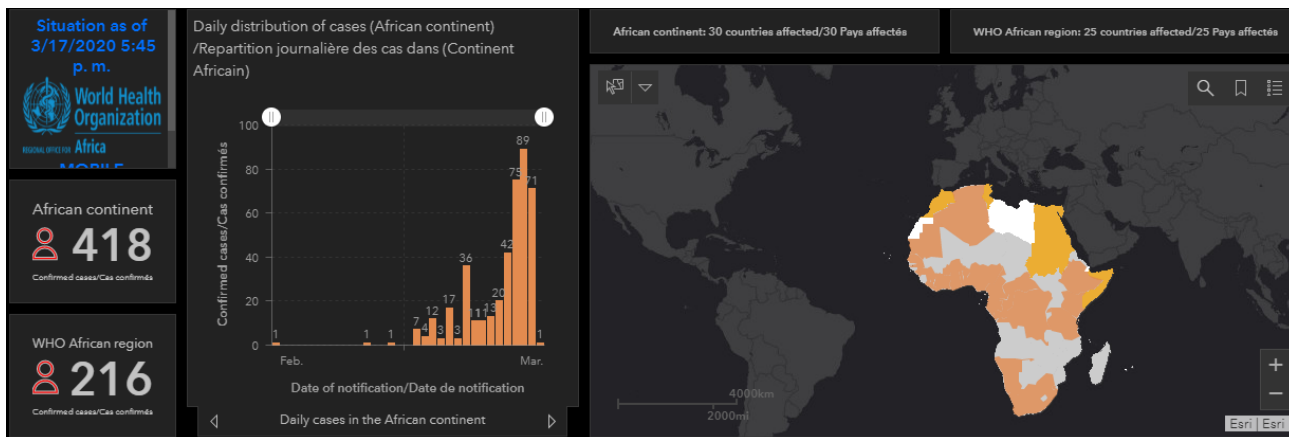 Situation as of
3/17/2020 5:45
p. m.
World Health
Organization
REGIONAL OFFICE FOR Africa
MOBILE
African continent
418
Confirmed cases/Cas confirmés
WHO African region
216
Confirmed cases/Cas confirmés
Daily distribution of cases (African continent)
/Repartition journalière des cas dans (Continent
Africain)
Confirmed cases/Cas confirmés
100
80
60
40
20
0
1
1
1
7
4
12
3
17
3
36
11
11
13
20
42
75
89
71
1
Feb.
Mar.
Date of notification/Date de notification
Daily cases in the African continent
African continent: 30 countries affected/30 Pays affectés
WHO African region: 25 countries affected/25 Pays affectés
4000km
2000mi
+
−
Esri | Esri